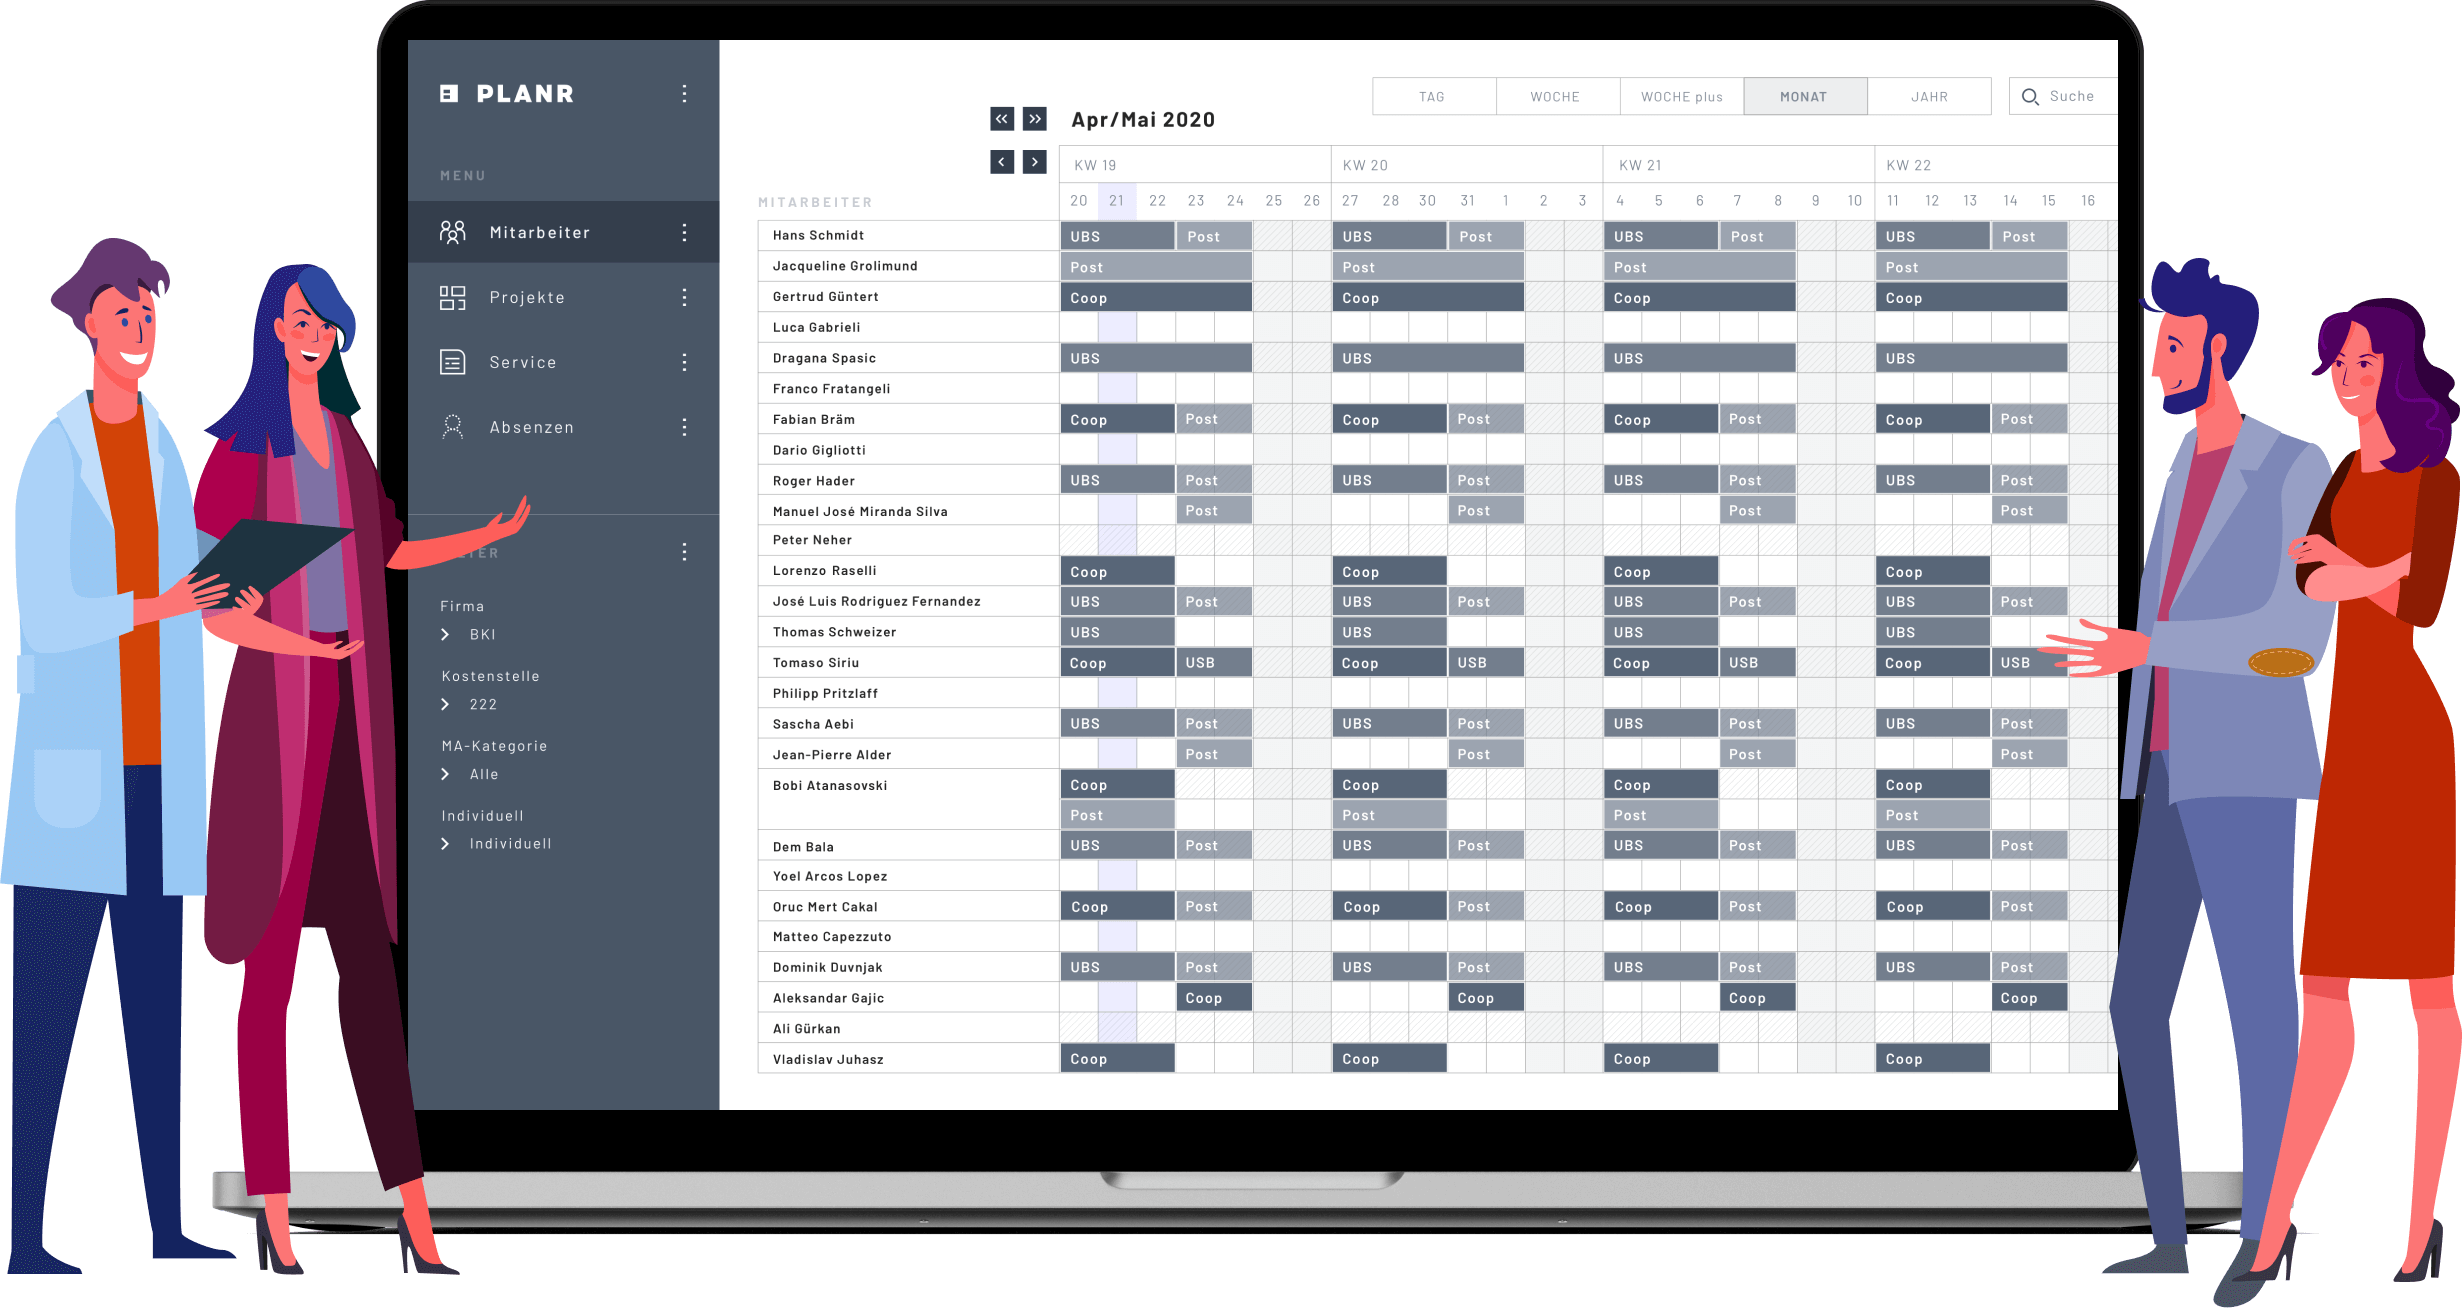 PLANR
MENU
Mitarbeiter
Projekte
Service
Absenzen
Firma
BKI
Kostenstelle
222
MA-Kategorie
Alle
Individuell
Individuell
TAG WOCHE WOCHE plus MONAT JAHR Suche
Apr/Mai 2020
KW 19 KW 20 KW 21 KW 22
MITARBEITER 20 21 22 23 24 25 26 27 28 30 31 1 2 3 4 5 6 7 8 9 10 11 12 13 14 15 16
Hans Schmidt UBS Post UBS Post UBS Post UBS Post
Jacqueline Grolimund Post Post Post Post
Gertrud Güntert Coop Coop Coop Coop
Luca Gabrieli
Dragana Spasic UBS UBS UBS UBS
Franco Fratangeli
Fabian Bräm Coop Post Coop Post Coop Post Coop Post
Dario Gigliotti
Roger Hader UBS Post UBS Post UBS Post UBS Post
Manuel José Miranda Silva Post Post Post Post
Peter Neher
Lorenzo Raselli Coop Coop Coop Coop
José Luis Rodriguez Fernandez UBS Post UBS Post UBS Post UBS Post
Thomas Schweizer UBS UBS UBS UBS
Tomaso Siriu Coop USB Coop USB Coop USB Coop USB
Philipp Pritzlaff
Sascha Aebi UBS Post UBS Post UBS Post UBS Post
Jean-Pierre Alder Post Post Post Post
Bobi Atanasovski Coop Coop Coop Coop
Post Post Post Post
Dem Bala UBS Post UBS Post UBS Post UBS Post
Yoel Arcos Lopez
Oruc Mert Cakal Coop Post Coop Post Coop Post Coop Post
Matteo Capezzuto
Dominik Duvnjak UBS Post UBS Post UBS Post UBS Post
Aleksandar Gajic Coop Coop Coop Coop
Ali Gürkan
Vladislav Juhasz Coop Coop Coop Coop